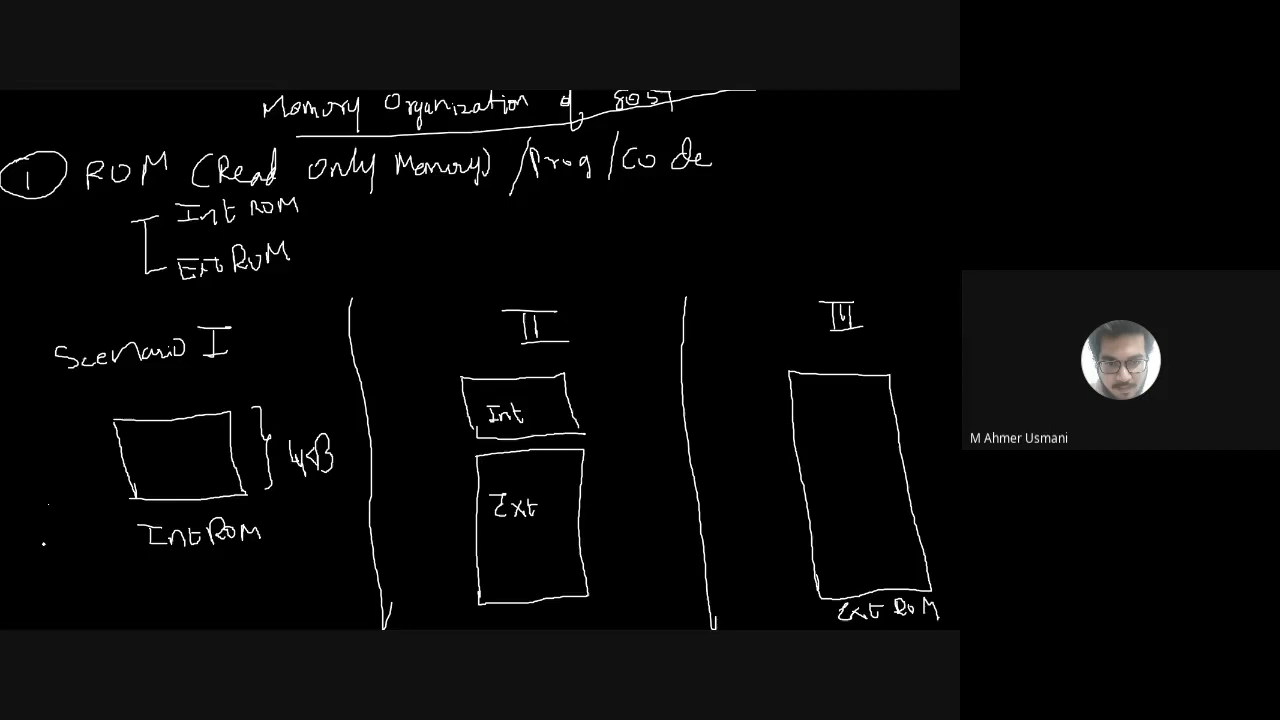 Memory Organization of 8051
1 ROM (Read Only Memory) /Prog /Code
Int ROM
Ext ROM
Scenario I
II
III
Int
4KB
Ext
Int ROM
Ext ROM
M Ahmer Usmani